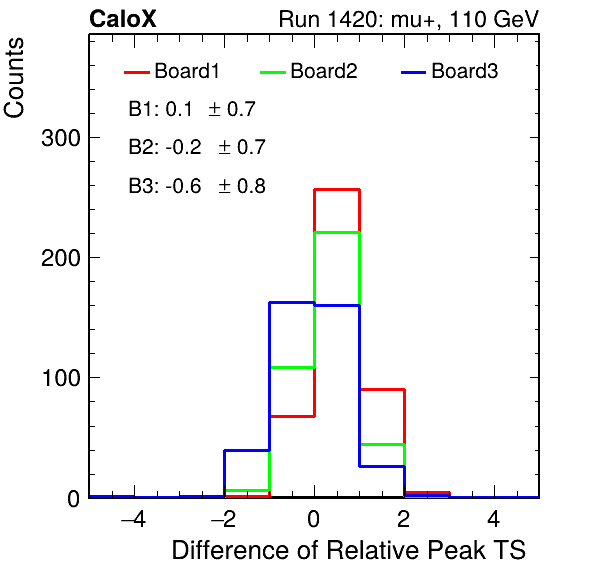 CaloX Run 1420: mu+, 110 GeV
Counts
Board1 Board2 Board3
B1: 0.1 ± 0.7
B2: -0.2 ± 0.7
B3: -0.6 ± 0.8
300
200
100
0
−4 −2 0 2 4
Difference of Relative Peak TS